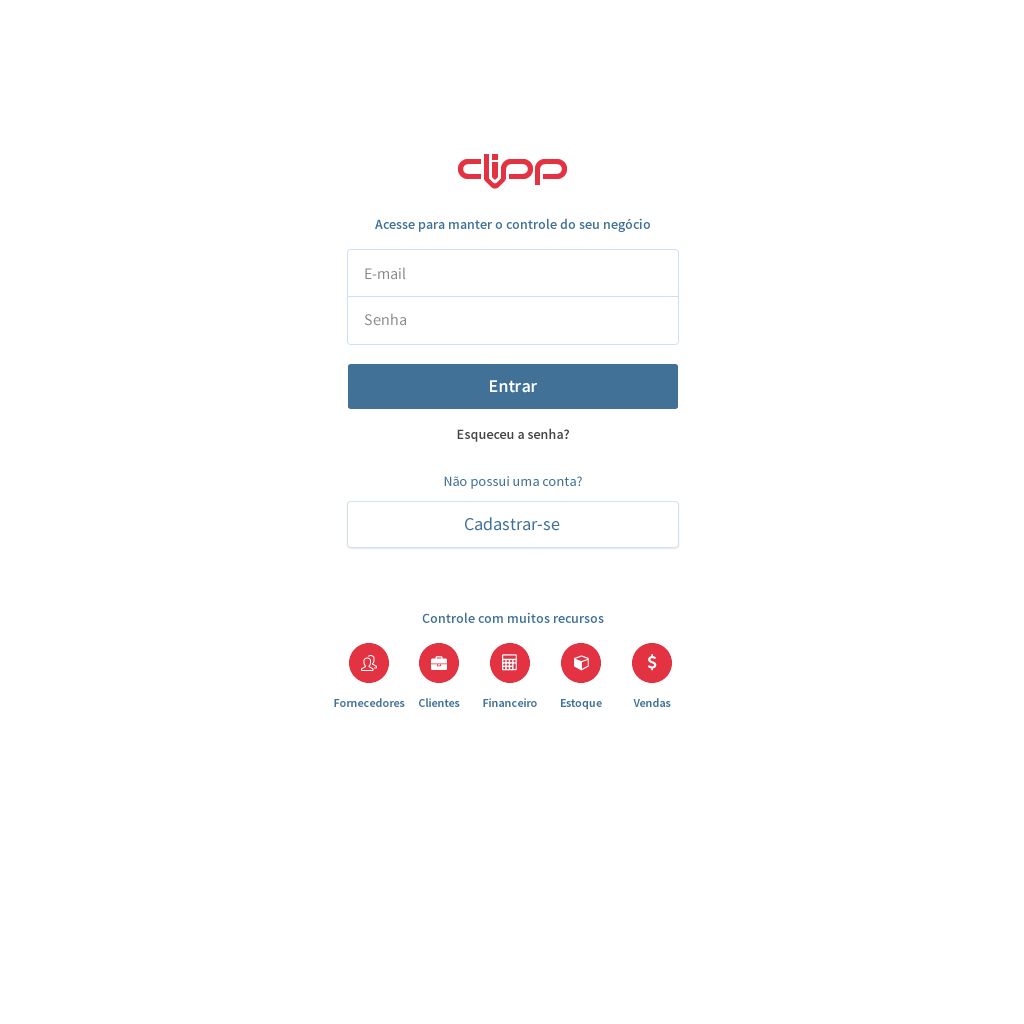 clipp
Acesse para manter o controle do seu negócio
E-mail
Senha
Entrar
Esqueceu a senha?
Não possui uma conta?
Cadastrar-se
Controle com muitos recursos
Fornecedores Clientes Financeiro Estoque Vendas